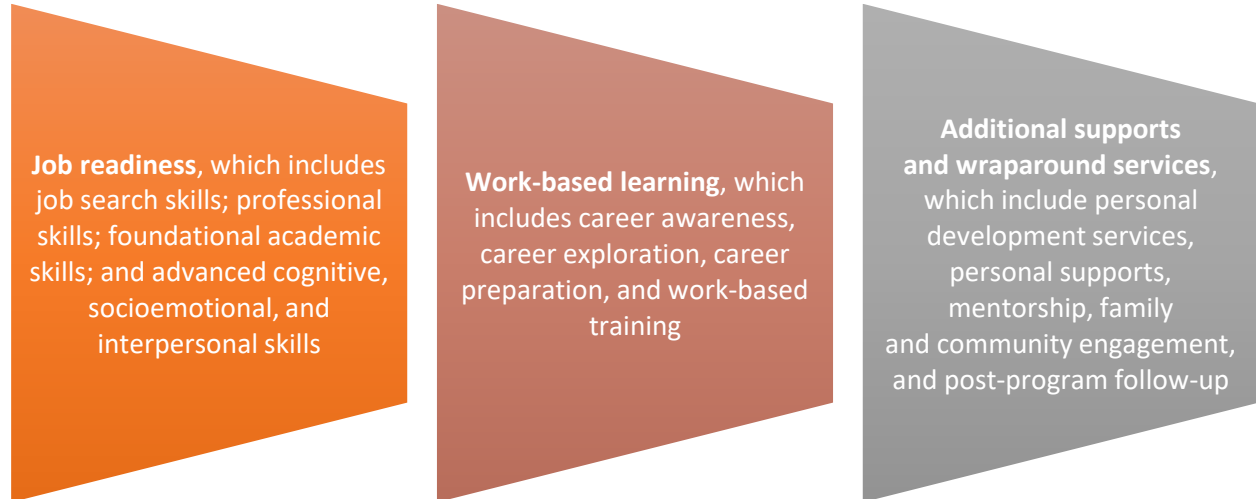 Job readiness, which includes
job search skills; professional
skills; foundational academic
skills; and advanced cognitive,
socioemotional, and
interpersonal skills
Work-based learning, which
includes career awareness,
career exploration, career
preparation, and work-based
training
Additional supports
and wraparound services,
which include personal
development services,
personal supports,
mentorship, family
and community engagement,
and post-program follow-up